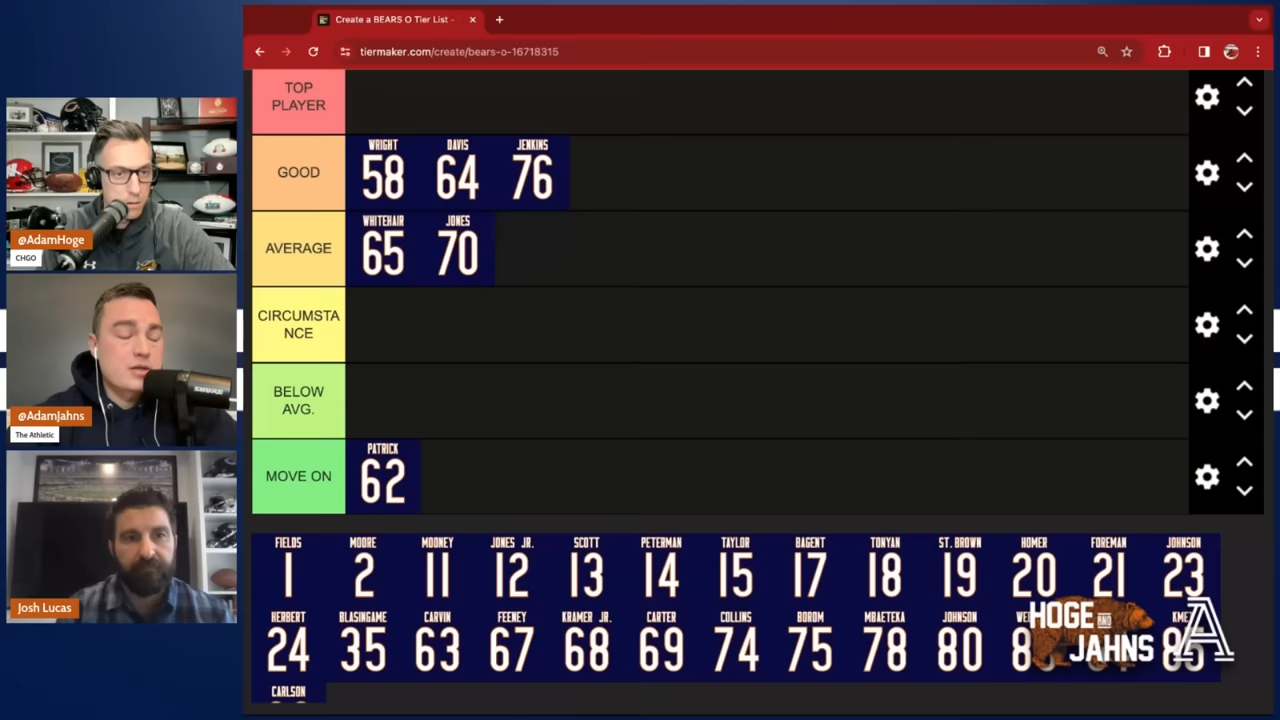 Create a BEARS O Tier List -
tiermaker.com/create/bears-o-16718315
TOP
PLAYER
GOOD
WRIGHT DAVIS JENKINS
58 64 76
AVERAGE
WHITEHAIR JONES
65 70
CIRCUMSTA
NCE
BELOW
AVG.
MOVE ON
PATRICK
62
FIELDS MOORE MOONEY JONES JR. SCOTT PETERMAN TAYLOR BAGENT TONYAN ST. BROWN HOMER FOREMAN JOHNSON
1 2 11 12 13 14 15 17 18 19 20 21 23
HERBERT BLASINGAME CARVIN FEENEY KRAMER JR. CARTER COLLINS BOROM MBAETEKA JOHNSON
24 35 63 67 68 69 74 75 78 80
CARLSON
@AdamHoge
CHGO
@AdamJahns
The Athletic
SHURE
Josh Lucas
HOGE AND
JAHNS
A